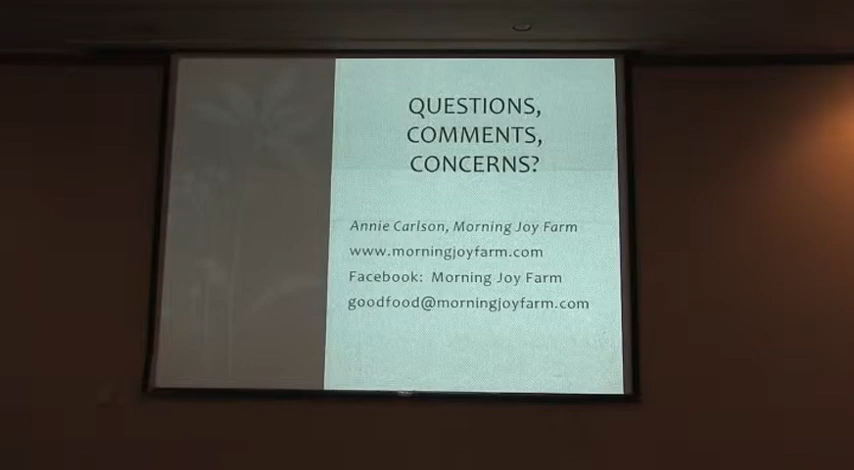 QUESTIONS,
COMMENTS,
CONCERNS?
Annie Carlson, Morning Joy Farm
www.morningjoyfarm.com
Facebook: Morning Joy Farm
goodfood@morningjoyfarm.com